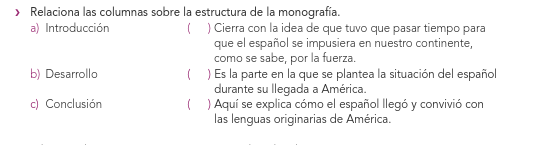 › Relaciona las columnas sobre la estructura de la monografía.
a) Introducción ( ) Cierra con la idea de que tuvo que pasar tiempo para
que el español se impusiera en nuestro continente,
como se sabe, por la fuerza.
b) Desarrollo ( ) Es la parte en la que se plantea la situación del español
durante su llegada a América.
c) Conclusión ( ) Aquí se explica cómo el español llegó y convivió con
las lenguas originarias de América.